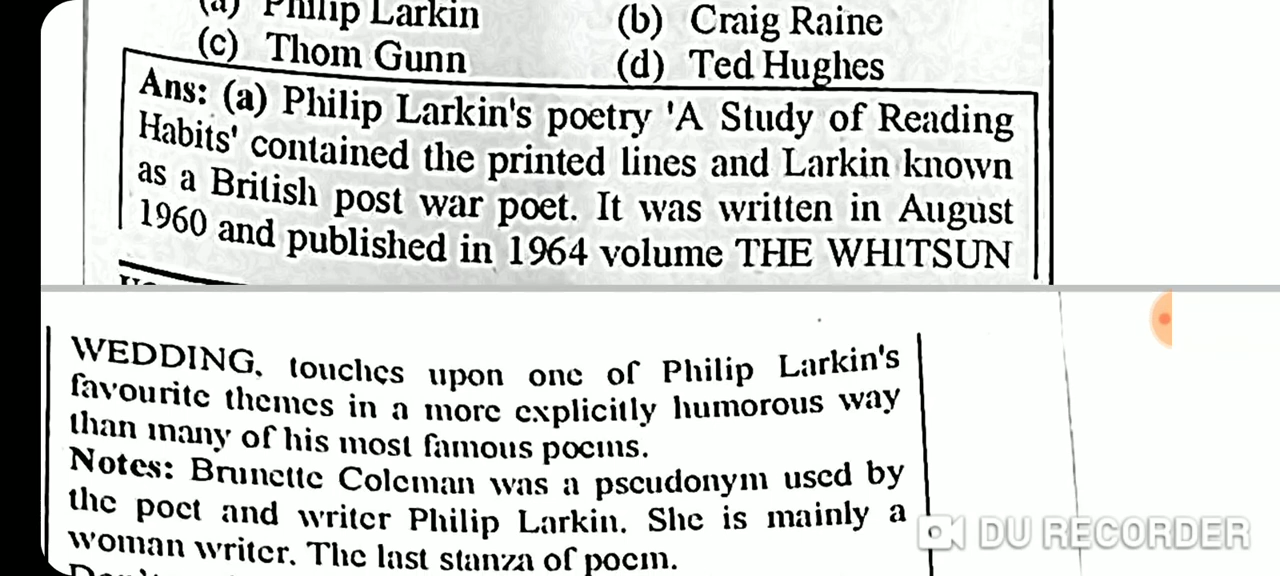 (a) Philip Larkin (b) Craig Raine
(c) Thom Gunn (d) Ted Hughes
Ans: (a) Philip Larkin's poetry 'A Study of Reading
Habits' contained the printed lines and Larkin known
as a British post war poet. It was written in August
1960 and published in 1964 volume THE WHITSUN
WEDDING, touches upon one of Philip Larkin's
favourite themes in a more explicitly humorous way
than many of his most famous poems.
Notes: Brunette Coleman was a pseudonym used by
the poet and writer Philip Larkin. She is mainly a
woman writer. The last stanza of poem.
DU RECORDER